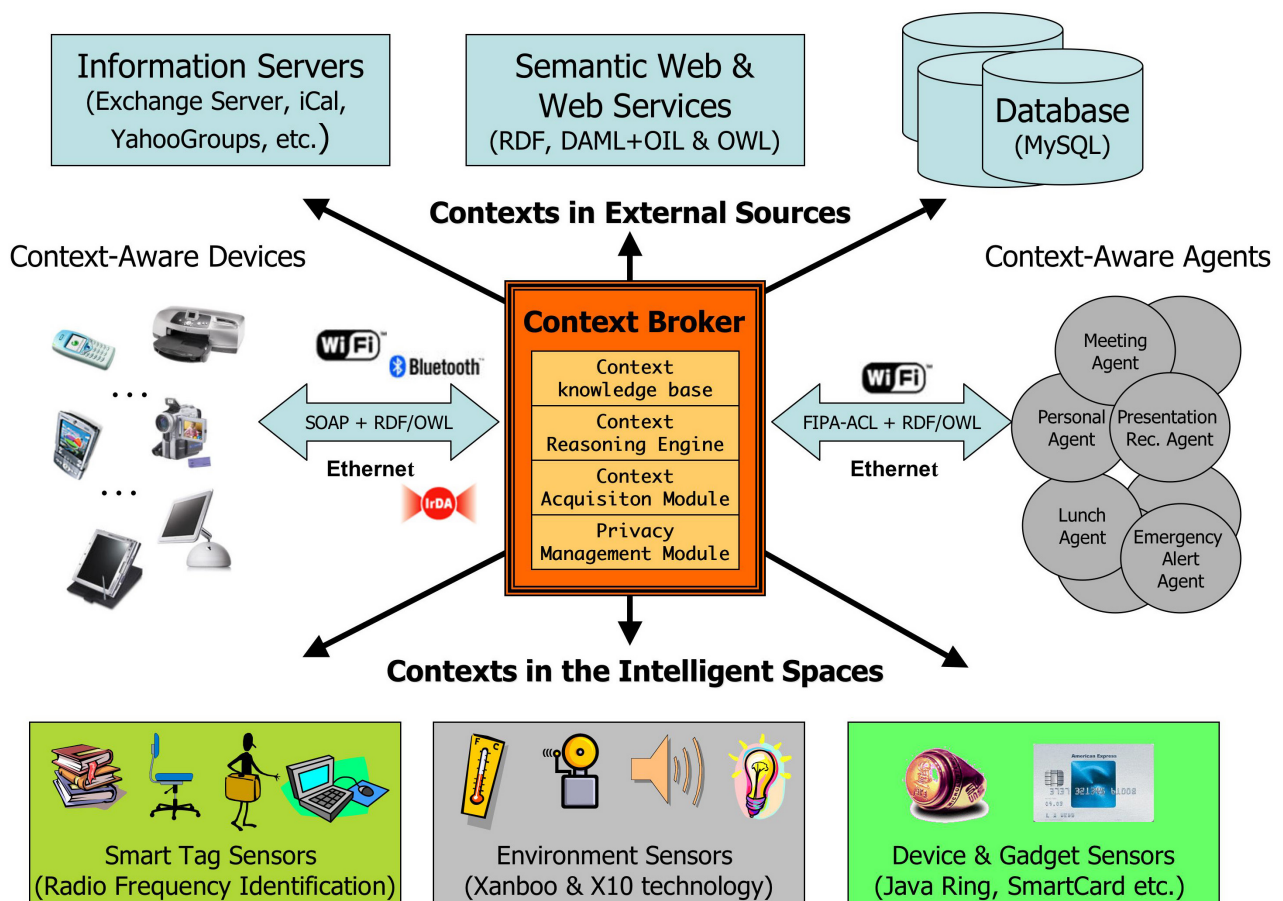 Information Servers
(Exchange Server, iCal,
YahooGroups, etc.)
Semantic Web &
Web Services
(RDF, DAML+OIL & OWL)
Database
(MySQL)
Contexts in External Sources
Context-Aware Devices
Context-Aware Agents
Context Broker
Context
knowledge base
Context
Reasoning Engine
Context
Acquisiton Module
Privacy
Management Module
WiFi™
Bluetooth™
SOAP + RDF/OWL
Ethernet
IrDA
WiFi™
FIPA-ACL + RDF/OWL
Ethernet
Meeting
Agent
Personal
Agent
Presentation
Rec. Agent
Lunch
Agent
Emergency
Alert
Agent
...
...
Contexts in the Intelligent Spaces
F C
American Express
Smart Tag Sensors
(Radio Frequency Identification)
Environment Sensors
(Xanboo & X10 technology)
Device & Gadget Sensors
(Java Ring, SmartCard etc.)